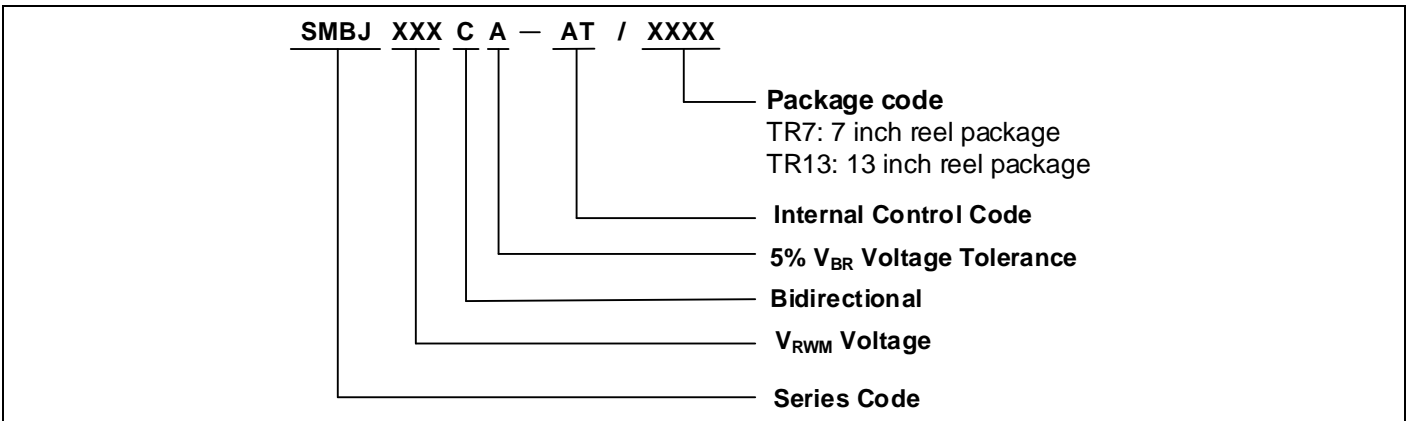 SMBJ XXX C A — AT / XXXX
Package code
TR7: 7 inch reel package
TR13: 13 inch reel package
Internal Control Code
5% VBR Voltage Tolerance
Bidirectional
VRWM Voltage
Series Code